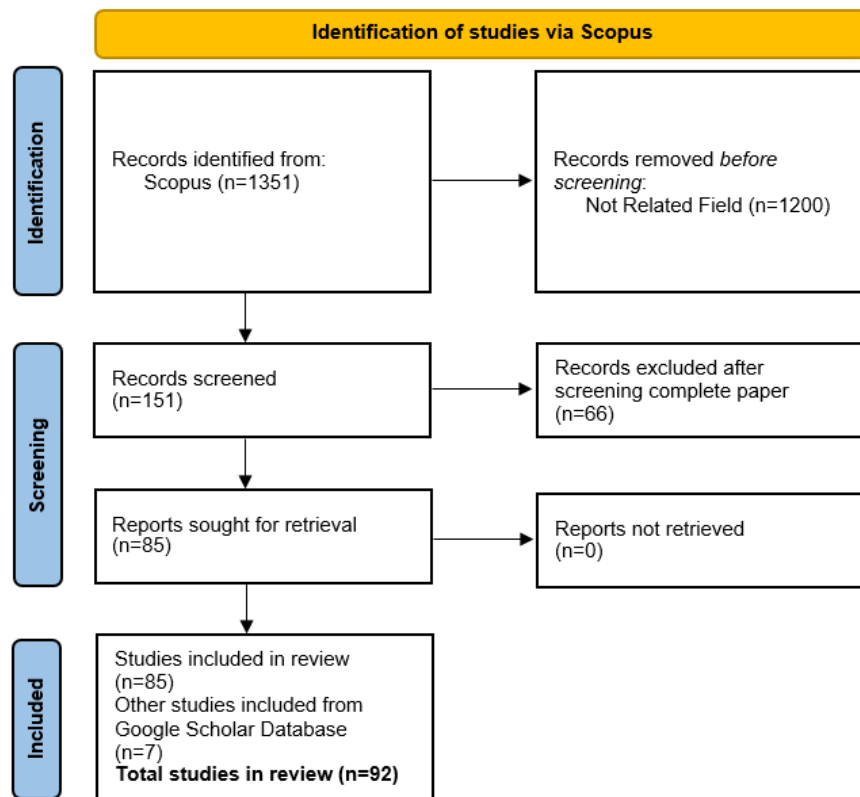 Identification of studies via Scopus
Identification
Records identified from:
Scopus (n=1351)
Records removed before
screening:
Not Related Field (n=1200)
Screening
Records screened
(n=151)
Records excluded after
screening complete paper
(n=66)
Reports sought for retrieval
(n=85)
Reports not retrieved
(n=0)
Included
Studies included in review
(n=85)
Other studies included from
Google Scholar Database
(n=7)
Total studies in review (n=92)